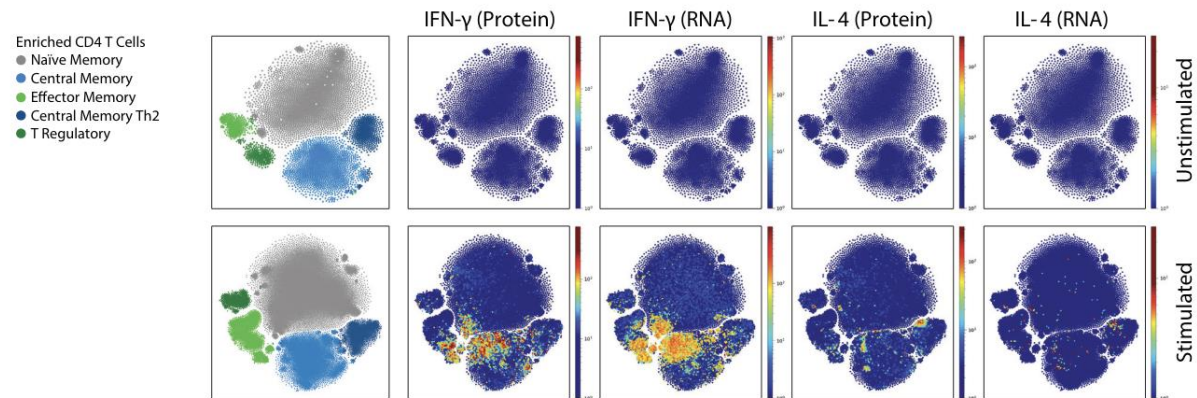 IFN-γ (Protein) IFN-γ (RNA) IL-4 (Protein) IL-4 (RNA)
Enriched CD4 T Cells
Naïve Memory
Central Memory
Effector Memory
Central Memory Th2
T Regulatory
Unstimulated
Stimulated